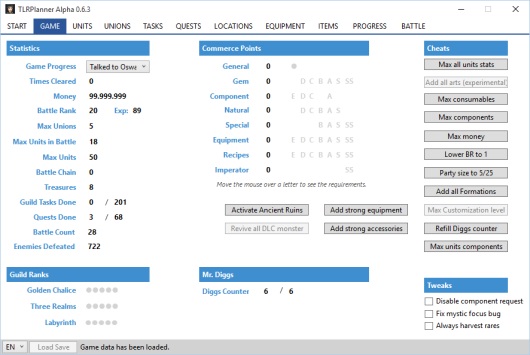 TLRPlanner Alpha 0.6.3
START GAME UNITS UNIONS TASKS QUESTS LOCATIONS EQUIPMENT ITEMS PROGRESS BATTLE
Statistics
Game Progress Talked to Oswa
Times Cleared 0
Money 99.999.999
Battle Rank 20 Exp: 89
Max Unions 5
Max Units in Battle 18
Max Units 50
Battle Chain 0
Treasures 8
Guild Tasks Done 0 / 201
Quests Done 3 / 68
Battle Count 28
Enemies Defeated 722
Guild Ranks
Golden Chalice
Three Realms
Labyrinth
Commerce Points
General 0
Gem 0 D C B A S SS
Component 0 E D C A
Natural 0 D C B A S
Special 0 B A S SS
Equipment 0 E D C B A S SS
Recipes 0 E D C B A S SS
Imperator 0 SS
Move the mouse over a letter to see the requirements.
Activate Ancient Ruins Add strong equipment
Revive all DLC monster Add strong accessories
Mr. Diggs
Diggs Counter 6 / 6
Cheats
Max all units stats
Add all arts (experimental)
Max consumables
Max components
Max money
Lower BR to 1
Party size to 5/25
Add all Formations
Max Customization level
Refill Diggs counter
Max units components
Tweaks
Disable component request
Fix mystic focus bug
Always harvest rares
EN Load Save Game data has been loaded.